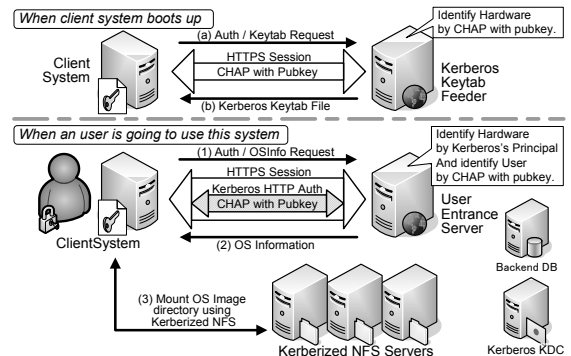 When client system boots up
(a) Auth / Keytab Request
Identify Hardware
by CHAP with pubkey.
HTTPS Session
CHAP with Pubkey
Client
System
Kerberos
Keytab
Feeder
(b) Kerberos Keytab File
When an user is going to use this system
(1) Auth / OSInfo Request
Identify Hardware
by Kerberos's Principal
And identify User
by CHAP with pubkey.
HTTPS Session
Kerberos HTTP Auth
CHAP with Pubkey
User
Entrance
Server
ClientSystem
(2) OS Information
Backend DB
(3) Mount OS Image
directory using
Kerberized NFS
Kerberized NFS Servers
Kerberos KDC